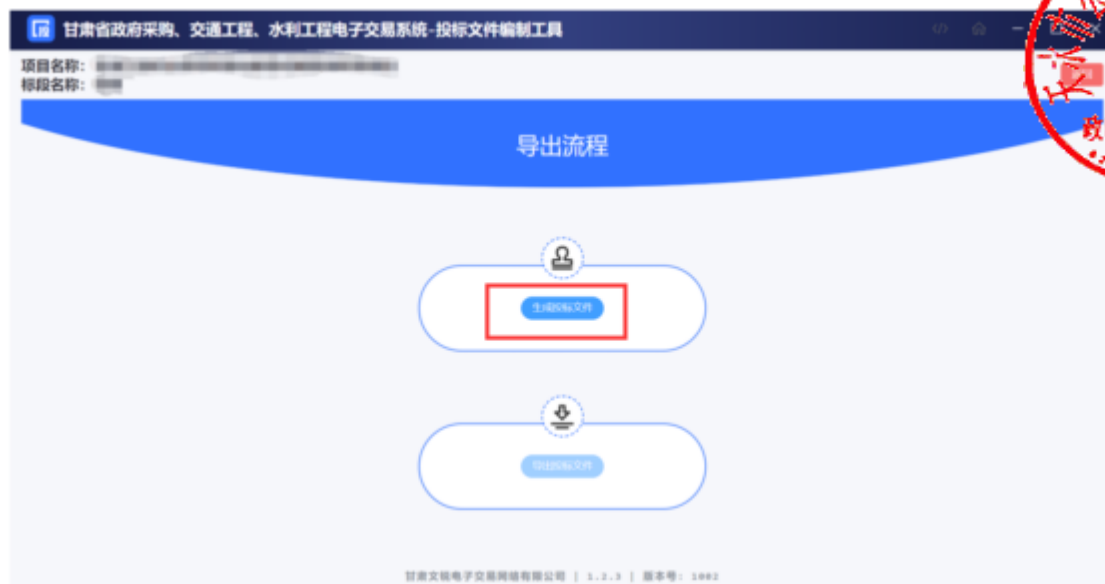 投 甘肃省政府采购、交通工程、水利工程电子交易系统-投标文件编制工具
项目名称:
标段名称:
导出流程
生成投标文件
导出投标文件
甘肃文锐电子交易网络有限公司 | 1.2.3 | 版本号: 1002
政